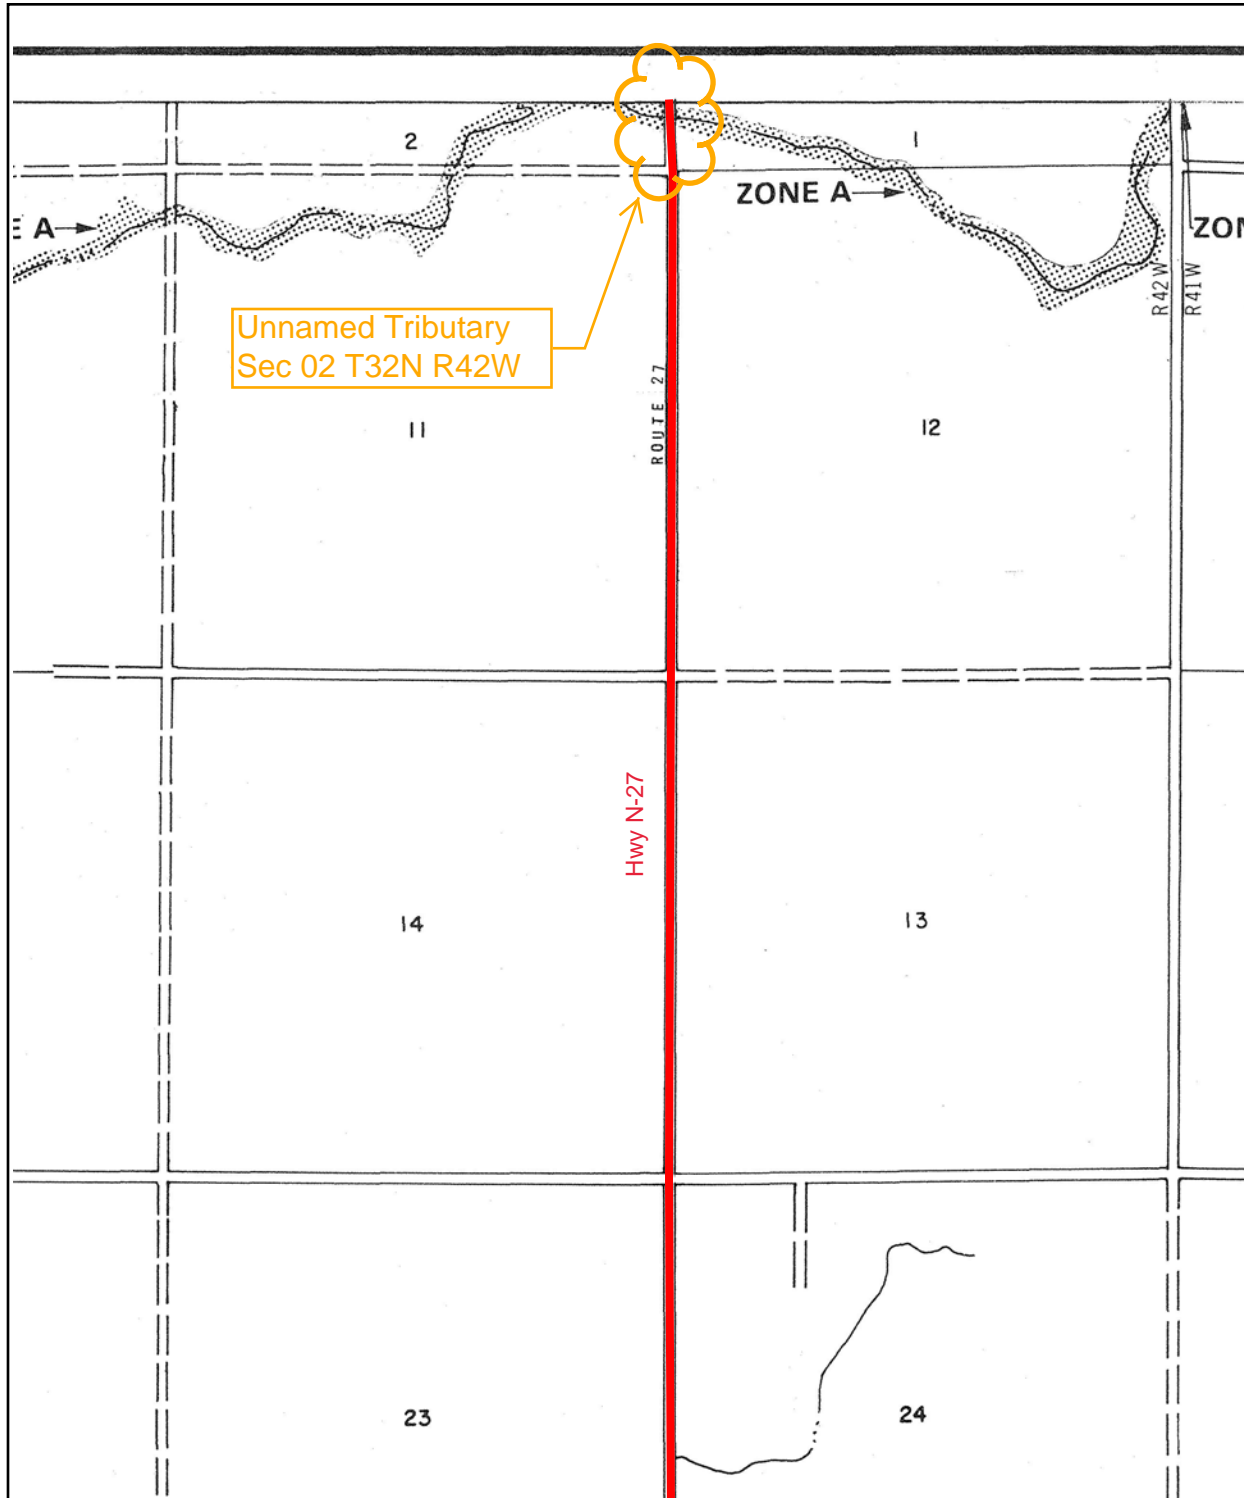 2
1
ZONE A
E A
ZON
R42W
R41W
Unnamed Tributary
Sec 02 T32N R42W
ROUTE 27
11
12
Hwy N-27
14
13
23
24